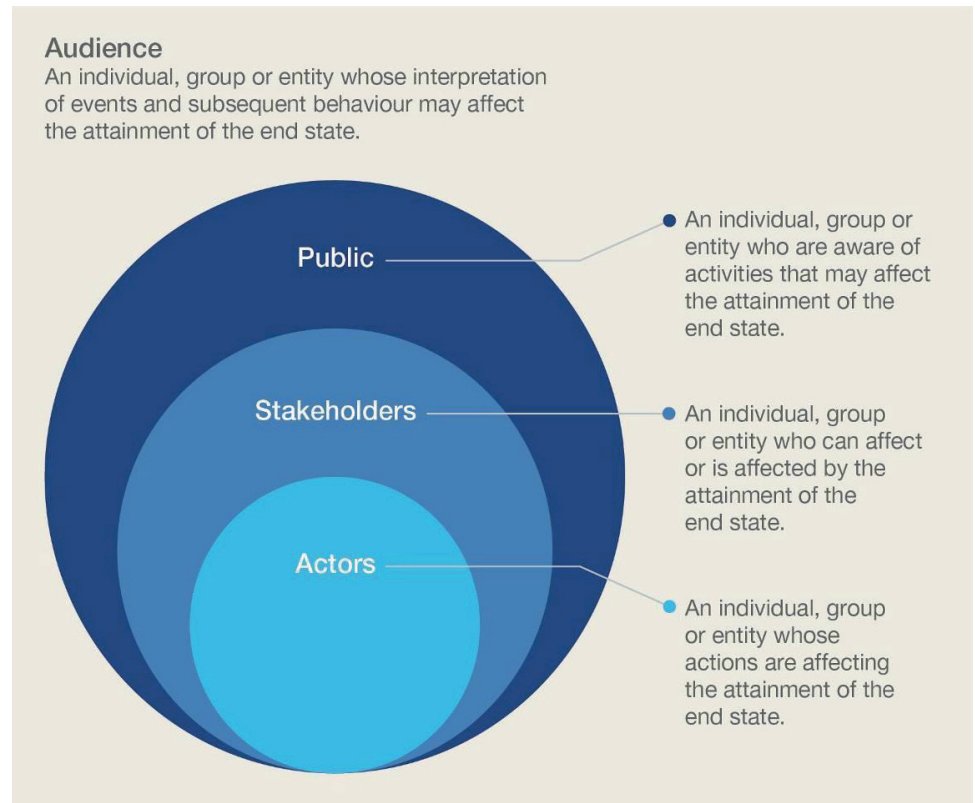 Audience
An individual, group or entity whose interpretation
of events and subsequent behaviour may affect
the attainment of the end state.
Public
An individual, group or
entity who are aware of
activities that may affect
the attainment of the
end state.
Stakeholders
An individual, group
or entity who can affect
or is affected by the
attainment of the
end state.
Actors
An individual, group
or entity whose
actions are affecting
the attainment of the
end state.